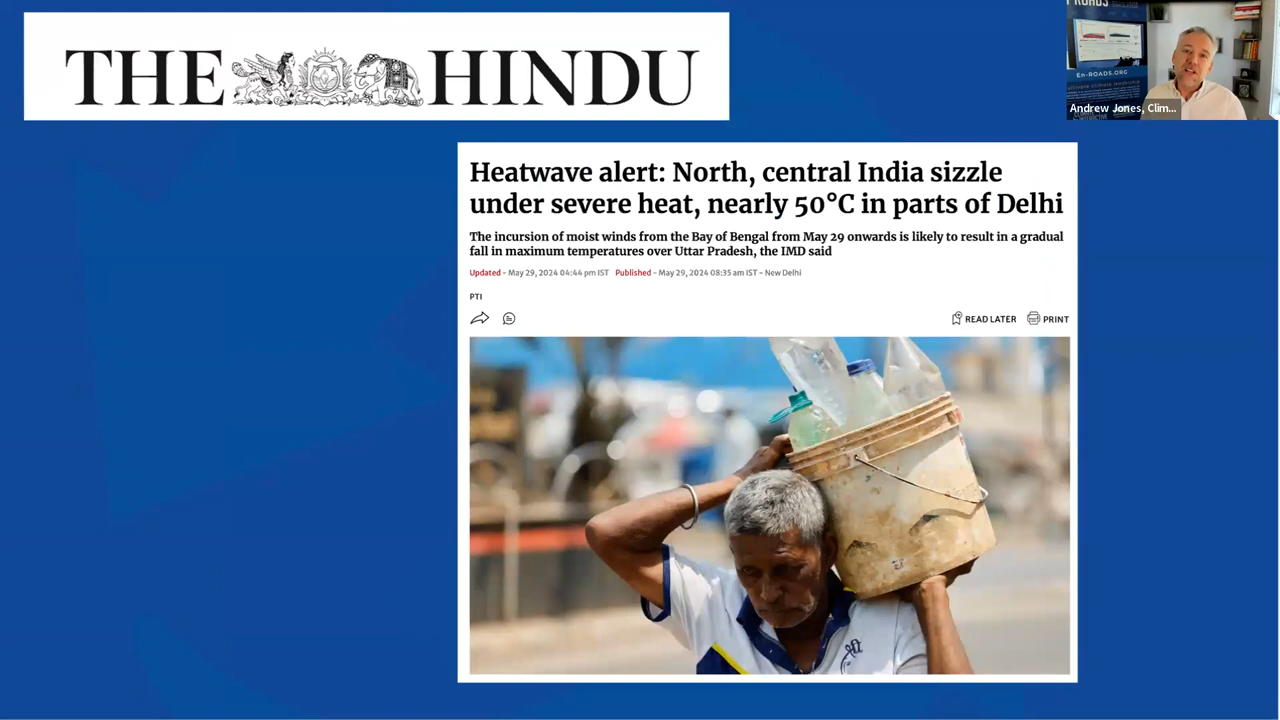 THE HINDU
En-ROADS.ORG
Andrew Jones, Clim...
Heatwave alert: North, central India sizzle
under severe heat, nearly 50°C in parts of Delhi
The incursion of moist winds from the Bay of Bengal from May 29 onwards is likely to result in a gradual
fall in maximum temperatures over Uttar Pradesh, the IMD said
Updated - May 29, 2024 04:44 pm IST Published - May 29, 2024 08:35 am IST - New Delhi
PTI
READ LATER PRINT